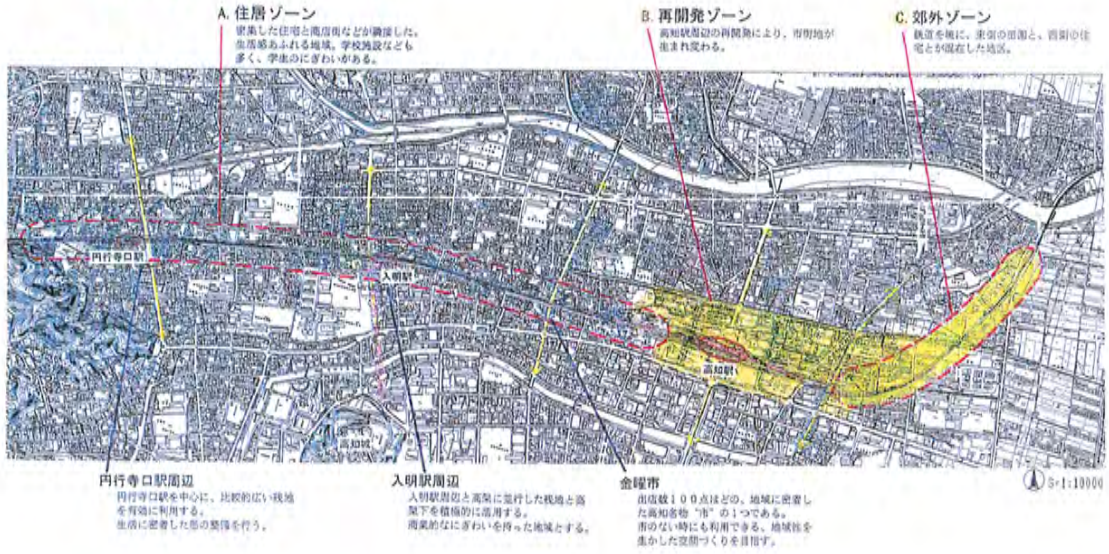 A. 住居ゾーン
密集した住宅と商店街などが隣接した、
生活感あふれる地域。学校施設なども
多く、学生のにぎわいがある。
B. 再開発ゾーン
高知駅周辺の再開発により、市街地が
生まれ変わる。
C. 郊外ゾーン
鉄道を境に、東側の田園と、西側の住
宅とが混在した地区。
円行寺口駅
入明駅
高知駅
高知城
円行寺口駅周辺
円行寺口駅を中心に、比較的広い残地
を有効に利用する。
生活に密着した形の整備を行う。
入明駅周辺
入明駅周辺と高架に並行した残地と高
架下を積極的に活用する。
商業的なにぎわいを持った地域とする。
金曜市
出店数100点ほどの、地域に密着し
た高知名物“市”の1つである。
市のない時にも利用できる、地域性を
生かした空間づくりを目指す。
S=1:10000